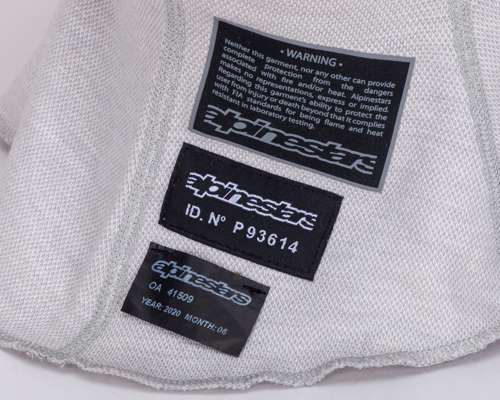 • WARNING •
Neither this garment, nor any other can provide
complete protection from the dangers
associated with fire and/or heat. Alpinestars
makes no representations, express or implied.
Regarding this garment's ability to protect the
user from injury or death beyond that it complies
with FIA standards for being flame and heat
resistant in laboratory testing.
alpinestars
alpinestars
ID. N° P 93614
alpinestars
OA 41509
YEAR: 2020 MONTH: 06